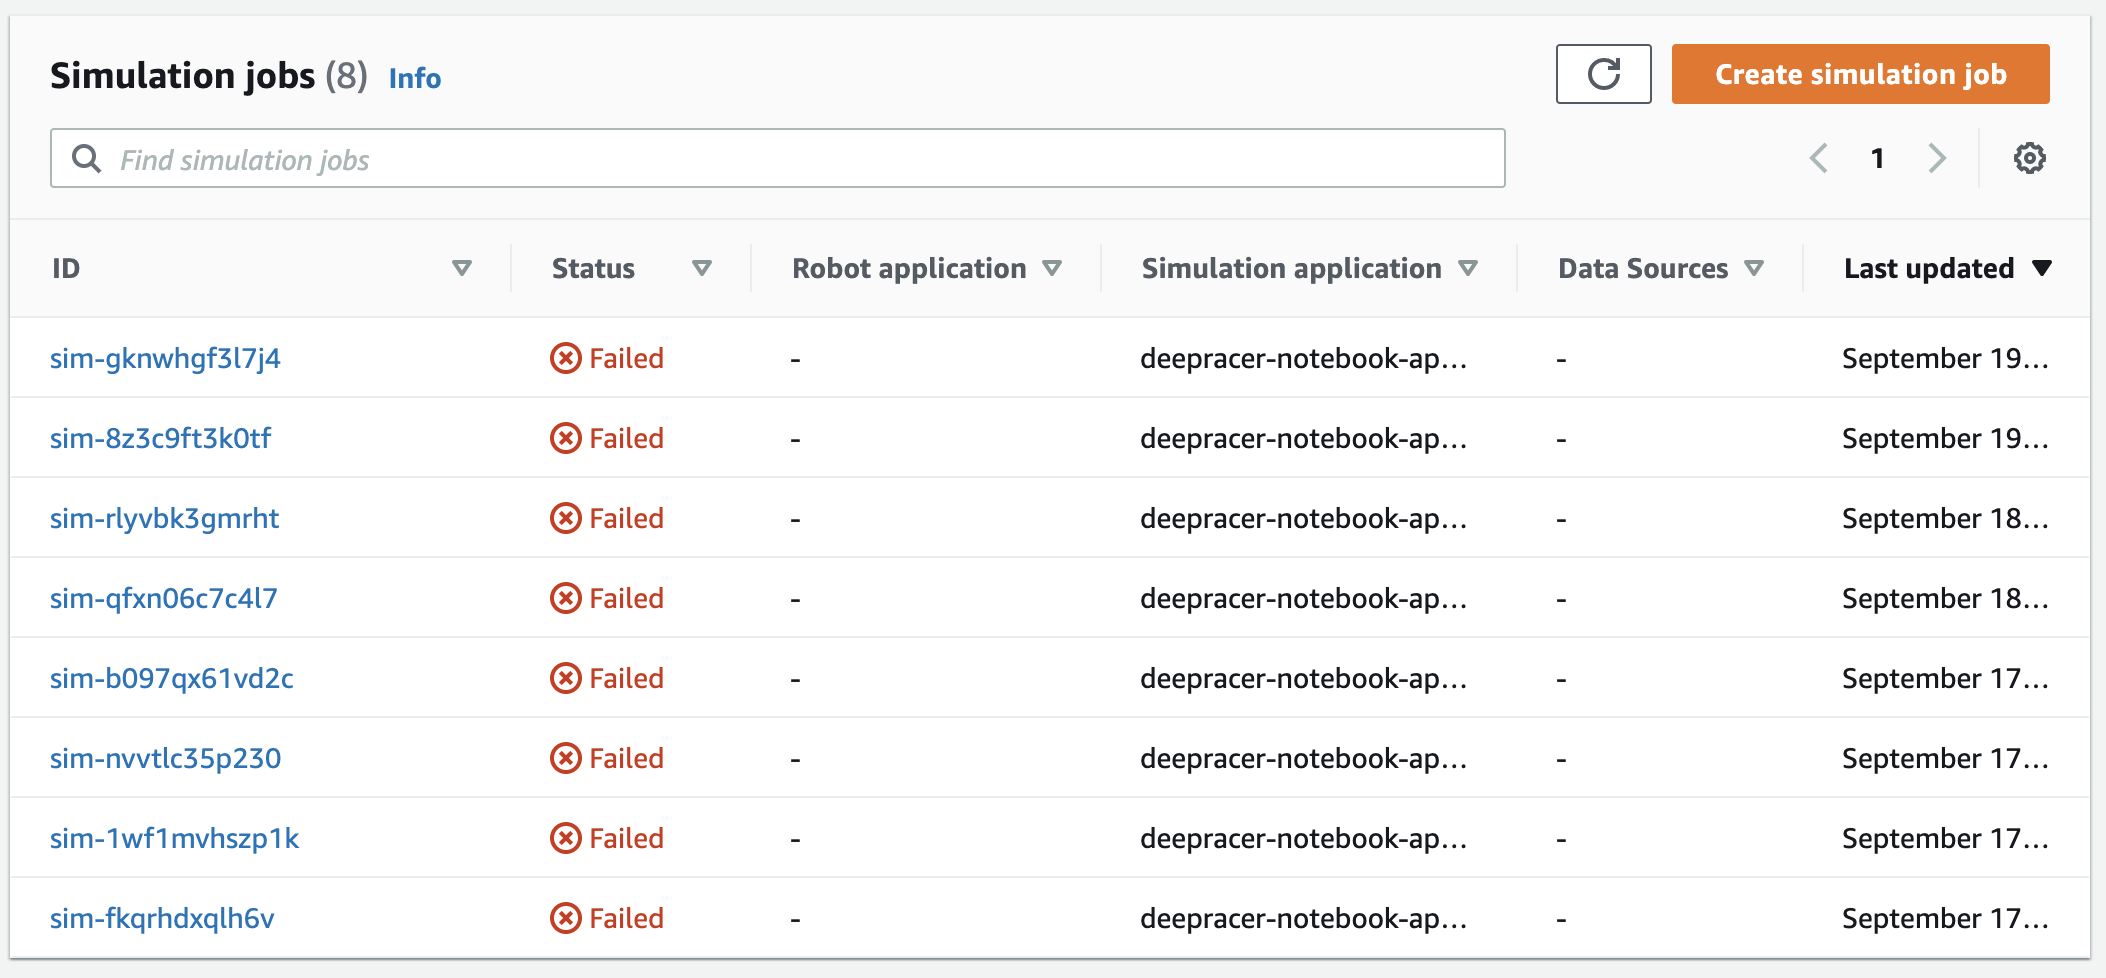 Simulation jobs (8) Info
Create simulation job
Find simulation jobs
1
ID Status Robot application Simulation application Data Sources Last updated
sim-gknwhgf3l7j4 Failed - deepracer-notebook-ap... - September 19...
sim-8z3c9ft3k0tf Failed - deepracer-notebook-ap... - September 19...
sim-rlyvbk3gmrht Failed - deepracer-notebook-ap... - September 18...
sim-qfxn06c7c4l7 Failed - deepracer-notebook-ap... - September 18...
sim-b097qx61vd2c Failed - deepracer-notebook-ap... - September 17...
sim-nvvtlc35p230 Failed - deepracer-notebook-ap... - September 17...
sim-1wf1mvhszp1k Failed - deepracer-notebook-ap... - September 17...
sim-fkqrhdxqlh6v Failed - deepracer-notebook-ap... - September 17...